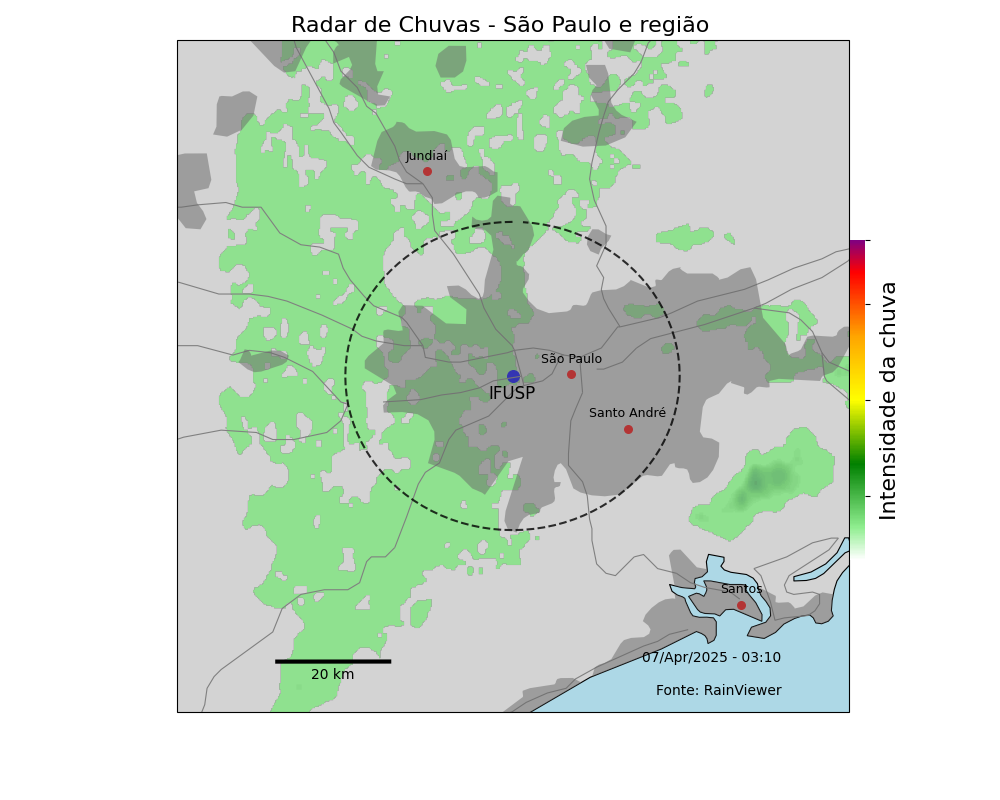 Radar de Chuvas - São Paulo e região
Jundiaí
São Paulo
IFUSP
Santo André
Intensidade da chuva
Santos
07/Apr/2025 - 03:10
20 km
Fonte: RainViewer